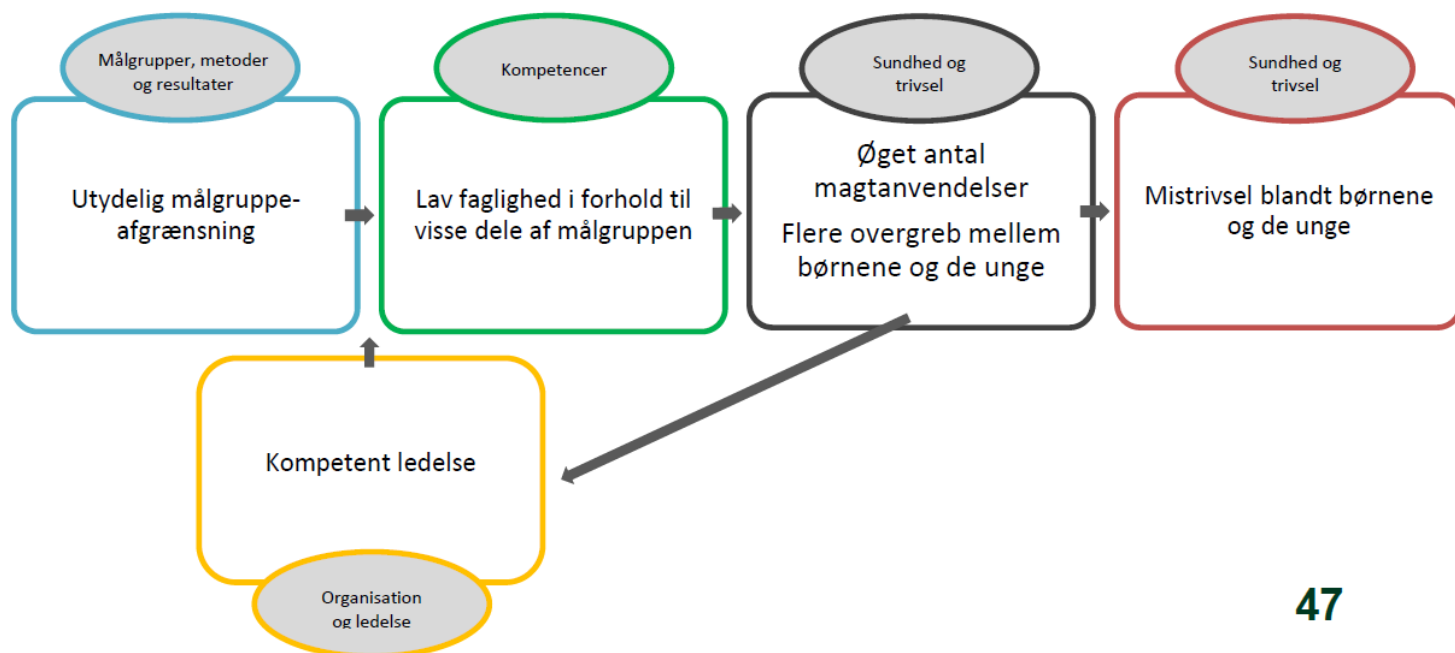 Målgrupper, metoder
og resultater
Utydelig målgruppe-
afgrænsning
Kompetencer
Lav faglighed i forhold til
visse dele af målgruppen
Sundhed og
trivsel
Øget antal
magtanvendelser
Flere overgreb mellem
børnene og de unge
Sundhed og
trivsel
Mistrivsel blandt børnene
og de unge
Kompetent ledelse
Organisation
og ledelse
47